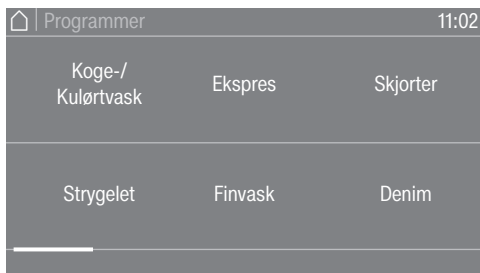 Programmer
11:02
Koge-/
Kulørtvask
Ekspres
Skjorter
Strygelet
Finvask
Denim